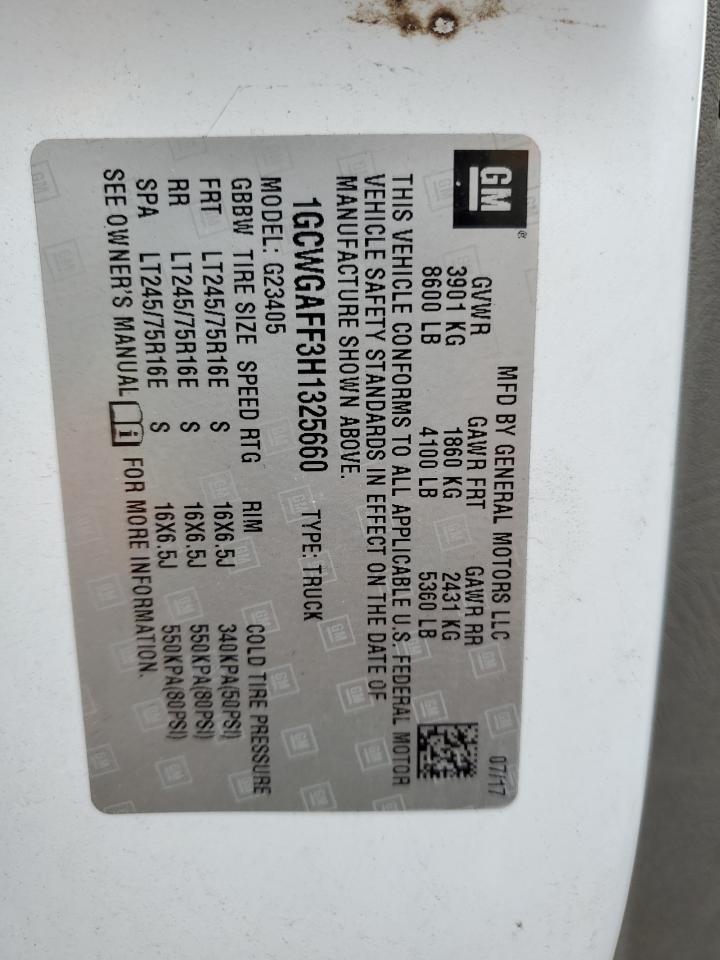 GM
®
MFD BY GENERAL MOTORS LLC 07/17
GVWR GAWR FRT GAWR RR
3901 KG 1860 KG 2431 KG
8600 LB 4100 LB 5360 LB
THIS VEHICLE CONFORMS TO ALL APPLICABLE U.S. FEDERAL MOTOR
VEHICLE SAFETY STANDARDS IN EFFECT ON THE DATE OF
MANUFACTURE SHOWN ABOVE.
1GCWGAFF3H1325660 TYPE: TRUCK
MODEL: G23405
GBBW TIRE SIZE SPEED RTG RIM COLD TIRE PRESSURE
FRT LT245/75R16E S 16X6.5J 340KPA(50PSI)
RR LT245/75R16E S 16X6.5J 550KPA(80PSI)
SPA LT245/75R16E S 16X6.5J 550KPA(80PSI)
SEE OWNER'S MANUAL i FOR MORE INFORMATION.